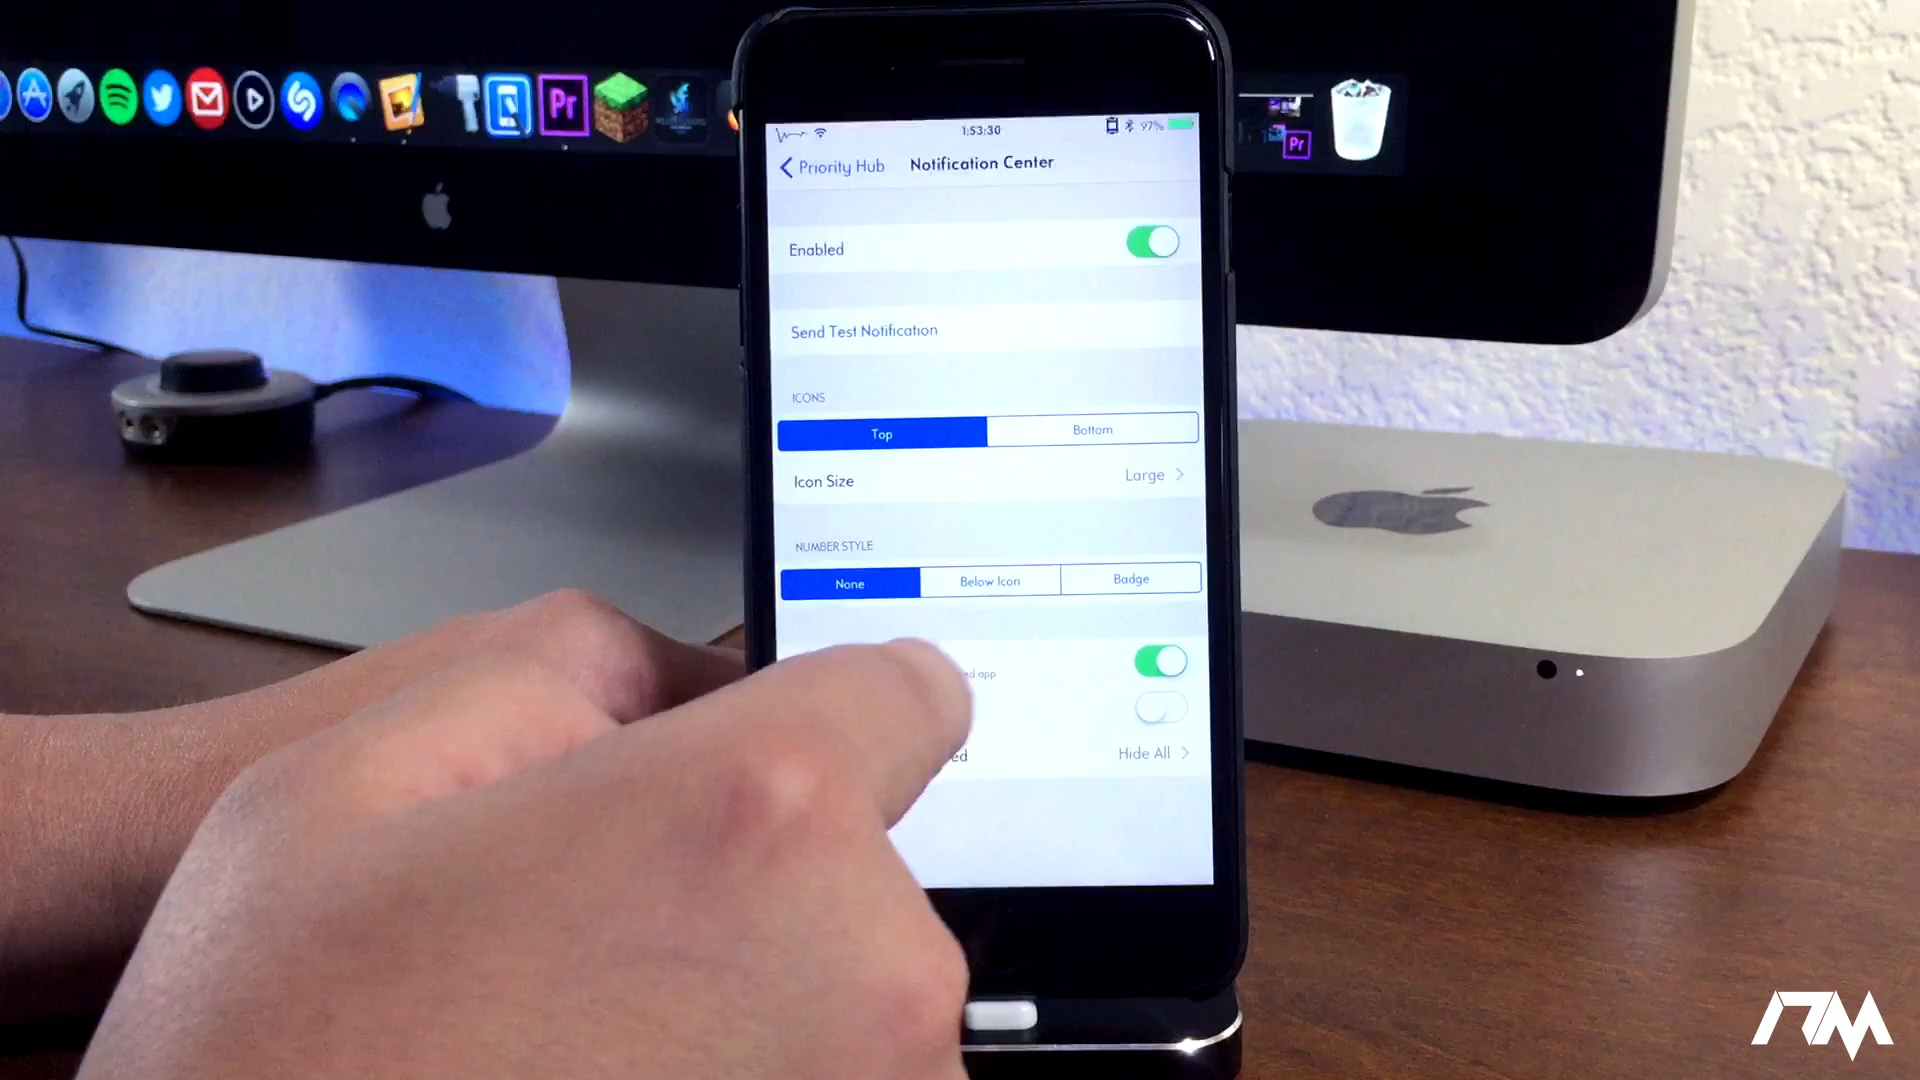 1:53:30
97%
Priority Hub
Notification Center
Enabled
Send Test Notification
ICONS
Top
Bottom
Icon Size
Large
NUMBER STYLE
None
Below Icon
Badge
app
Hide All
Pr
Pr